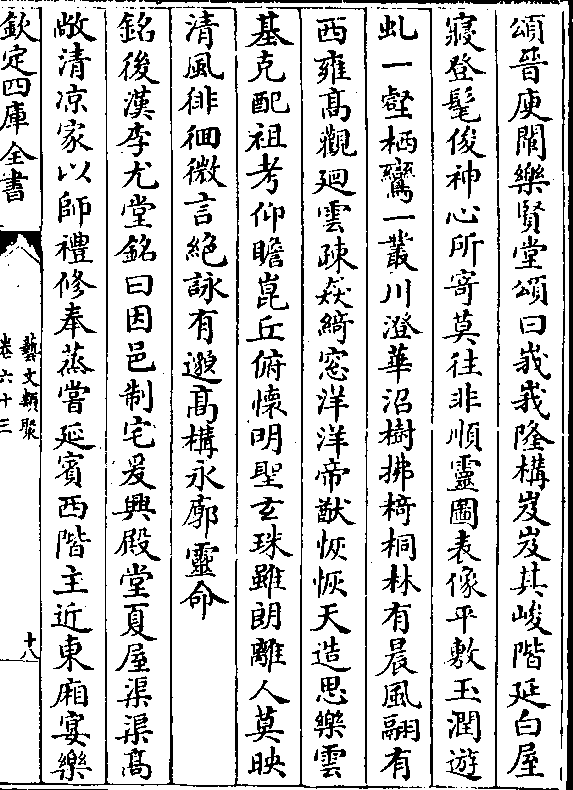 頌晉庾闡樂賢堂頌曰峩峩隆構岌岌其峻階延白屋
寢登髦俊神心所寄莫往非順靈圖表像平敷玉潤遊
虬一壑栖鸞一叢川澄華沼樹拂椅桐林有晨風翮有
西雍髙觀廻雲疎焱綺窓洋洋帝猷恢恢天造思樂雲
基克配祖考仰瞻崑丘俯懐明聖玄珠雖朗離人莫映
清風徘徊微言絶詠有邈髙構永廓靈命
銘後漢李尤堂銘曰因邑制宅爰興殿堂夏屋渠渠髙
敞清凉家以師禮修奉蒸嘗延賓西階主近東廂宴樂
欽定四庫全書
藝文類聚
卷六十三
十八